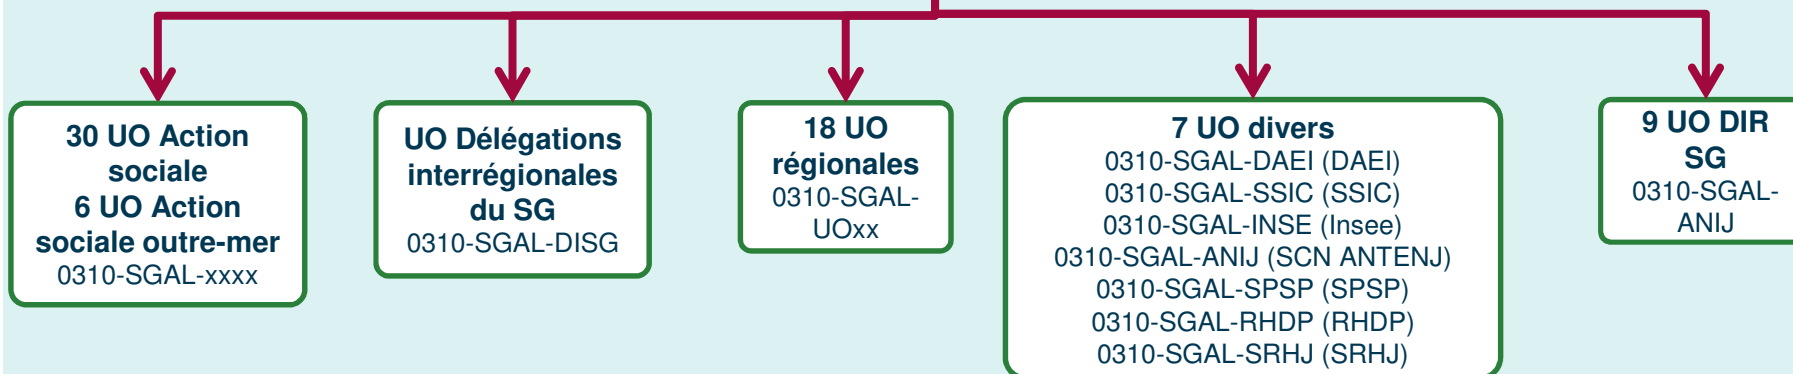 30 UO Action
sociale
6 UO Action
sociale outre-mer
0310-SGAL-xxxx
UO Délégations
interrégionales
du SG
0310-SGAL-DISG
18 UO
régionales
0310-SGAL-
UOxx
7 UO divers
0310-SGAL-DAEI (DAEI)
0310-SGAL-SSIC (SSIC)
0310-SGAL-INSE (Insee)
0310-SGAL-ANIJ (SCN ANTENJ)
0310-SGAL-SPSP (SPSP)
0310-SGAL-RHDP (RHDP)
0310-SGAL-SRHJ (SRHJ)
9 UO DIR
SG
0310-SGAL-
ANIJ